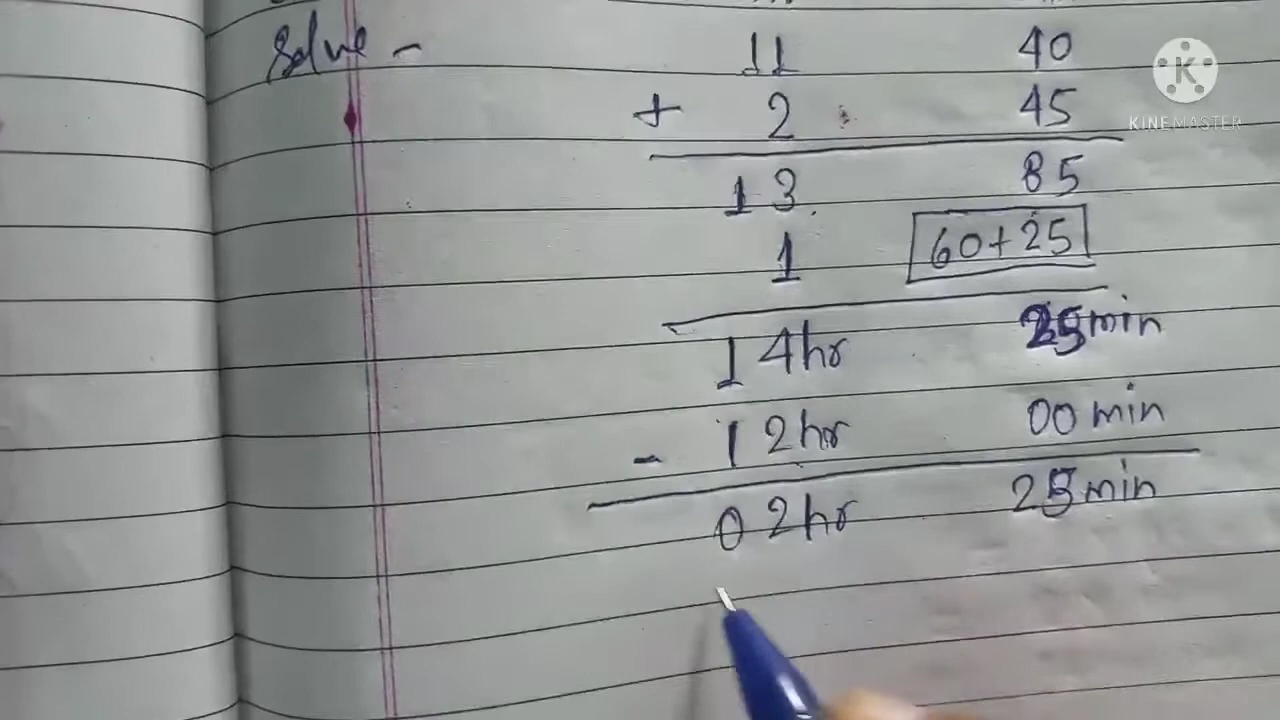 Solve - 11 40
+ 2 45
13 85
1 60+25
14hr 25min
- 12hr 00min
02hr 25min
K
KINEMASTER